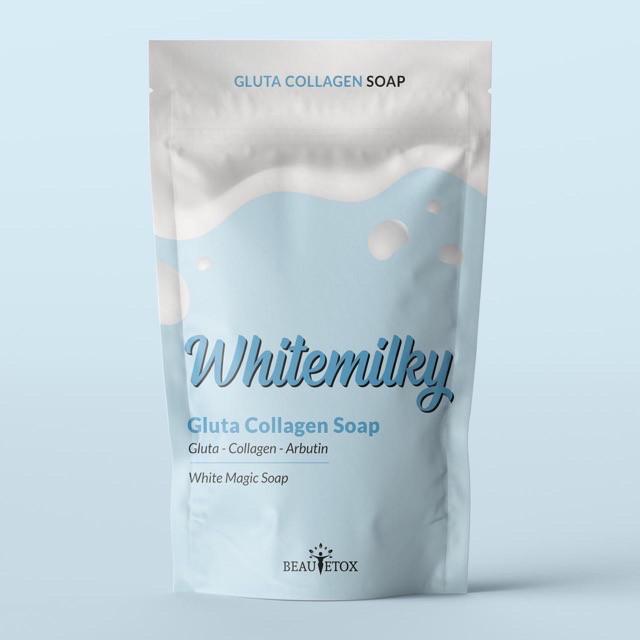 GLUTA COLLAGEN SOAP
Whitemilky
Gluta Collagen Soap
Gluta - Collagen - Arbutin
White Magic Soap
BEAUTETOX